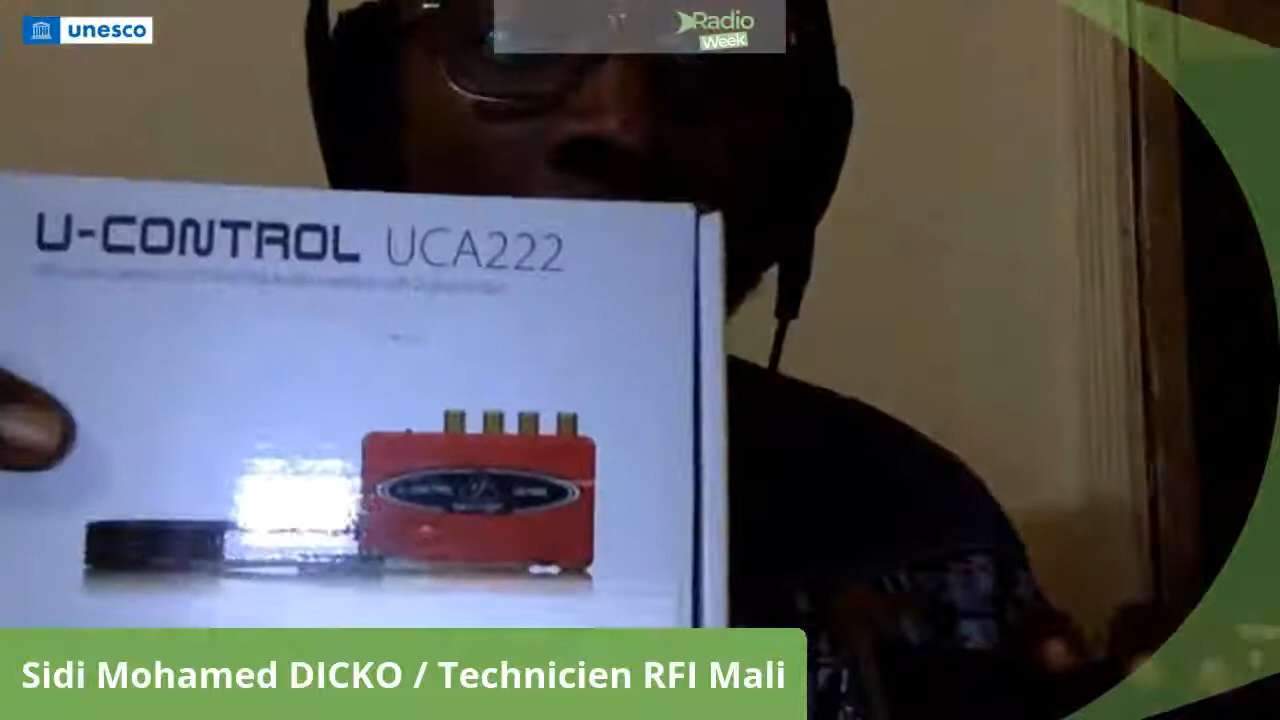 unesco
Radio
Week
U-CONTROL UCA222
Sidi Mohamed DICKO / Technicien RFI Mali